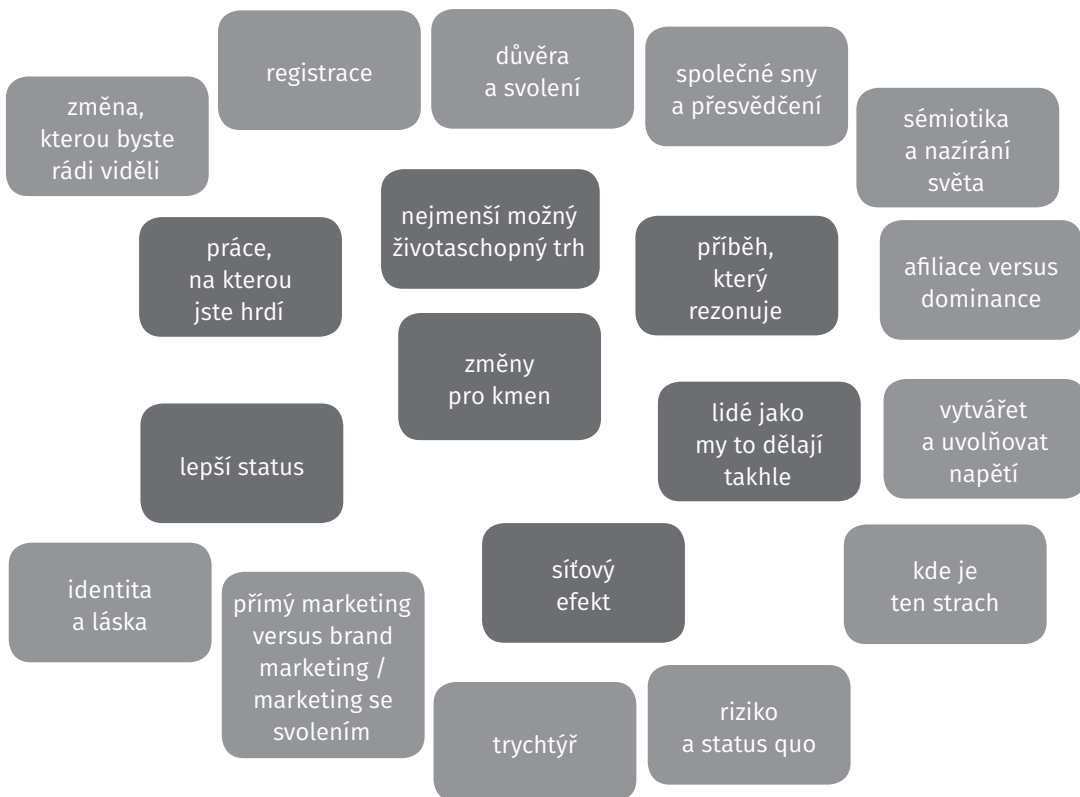 registrace
důvěra
a svolení
společné sny
a přesvědčení
změna,
kterou byste
rádi viděli
sémiotika
a nazírání
světa
nejmenší možný
životaschopný trh
práce,
na kterou
jste hrdí
příběh,
který
rezonuje
afiliace versus
dominance
změny
pro kmen
lepší status
lidé jako
my to dělají
takhle
vytvářet
a uvolňovat
napětí
identita
a láska
přímý marketing
versus brand
marketing /
marketing se
svolením
síťový
efekt
kde je
ten strach
trychtýř
riziko
a status quo